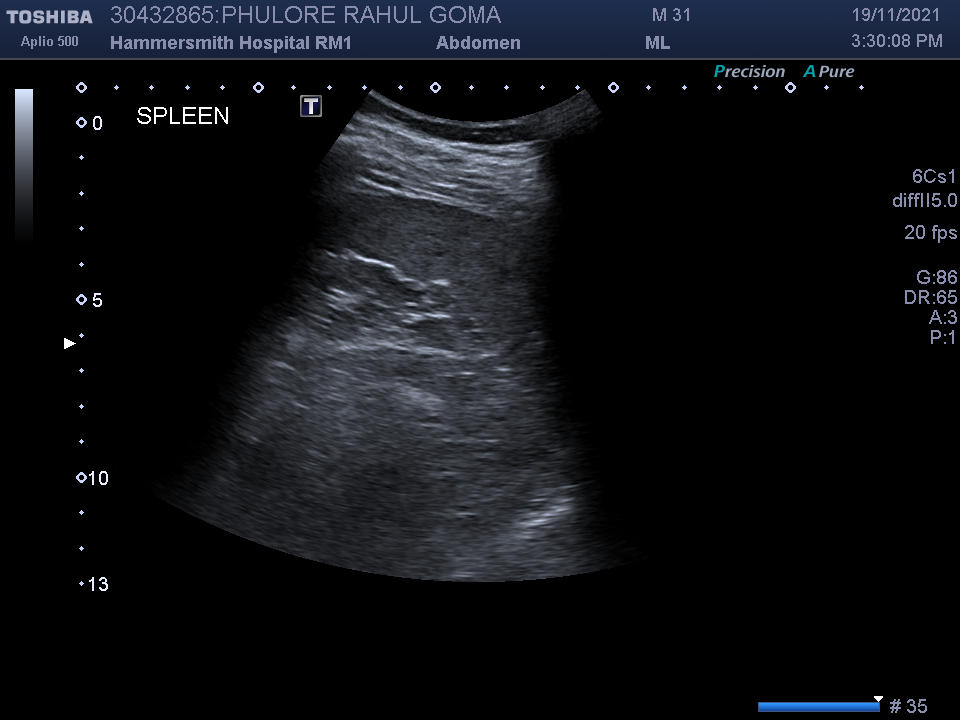 TOSHIBA 30432865:PHULORE RAHUL GOMA M 31 19/11/2021
Aplio 500 Hammersmith Hospital RM1 Abdomen ML 3:30:08 PM
Precision A Pure
SPLEEN
T
0
5
10
13
6Cs1
diffII5.0
20 fps
G:86
DR:65
A:3
P:1
# 35